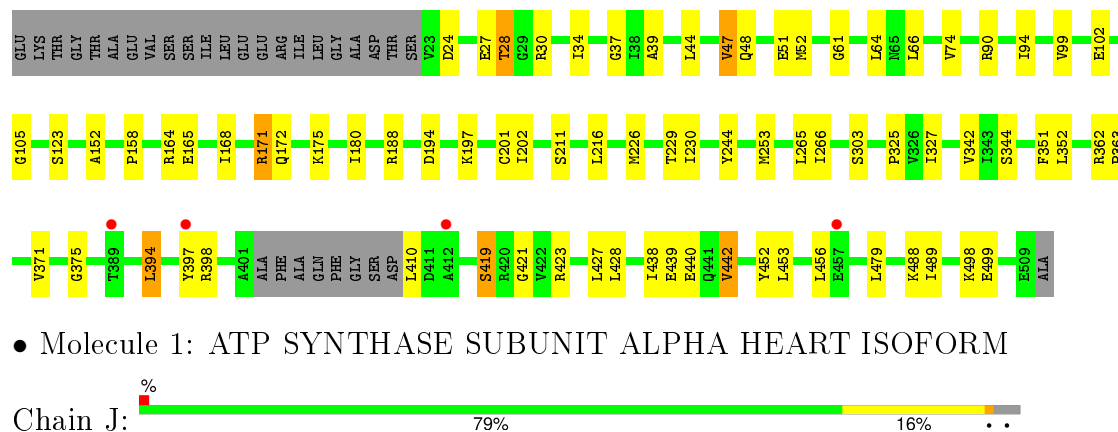 GLU LYS THR GLY THR ALA GLU VAL SER SER ILE LEU GLU GLU ARG ILE LEU GLY ALA ASP THR SER V23 D24 E27 T28 G29 R30 I34 G37 I38 A39 L44 V47 Q48 E51 M52 G61 L64 N65 L66 V74 R90 I94 V99 E102
G105 S123 A152 P158 R164 E165 I168 R171 Q172 K175 I180 R188 D194 K197 C201 I202 S211 L216 M226 T229 I230 Y244 M253 L265 I266 S303 P325 V326 I327 V342 I343 S344 F351 L352 R362
V371 G375 T389 L394 Y397 R398 A401 ALA PHE ALA GLN PHE GLY SER ASP L410 D411 A412 S419 R420 G421 V422 R423 L427 L428 I438 E439 E440 Q441 V442 Y452 L453 L456 E457 L479 K488 I489 K498 E499 E509 ALA
• Molecule 1: ATP SYNTHASE SUBUNIT ALPHA HEART ISOFORM
%
Chain J:
79% 16% • •